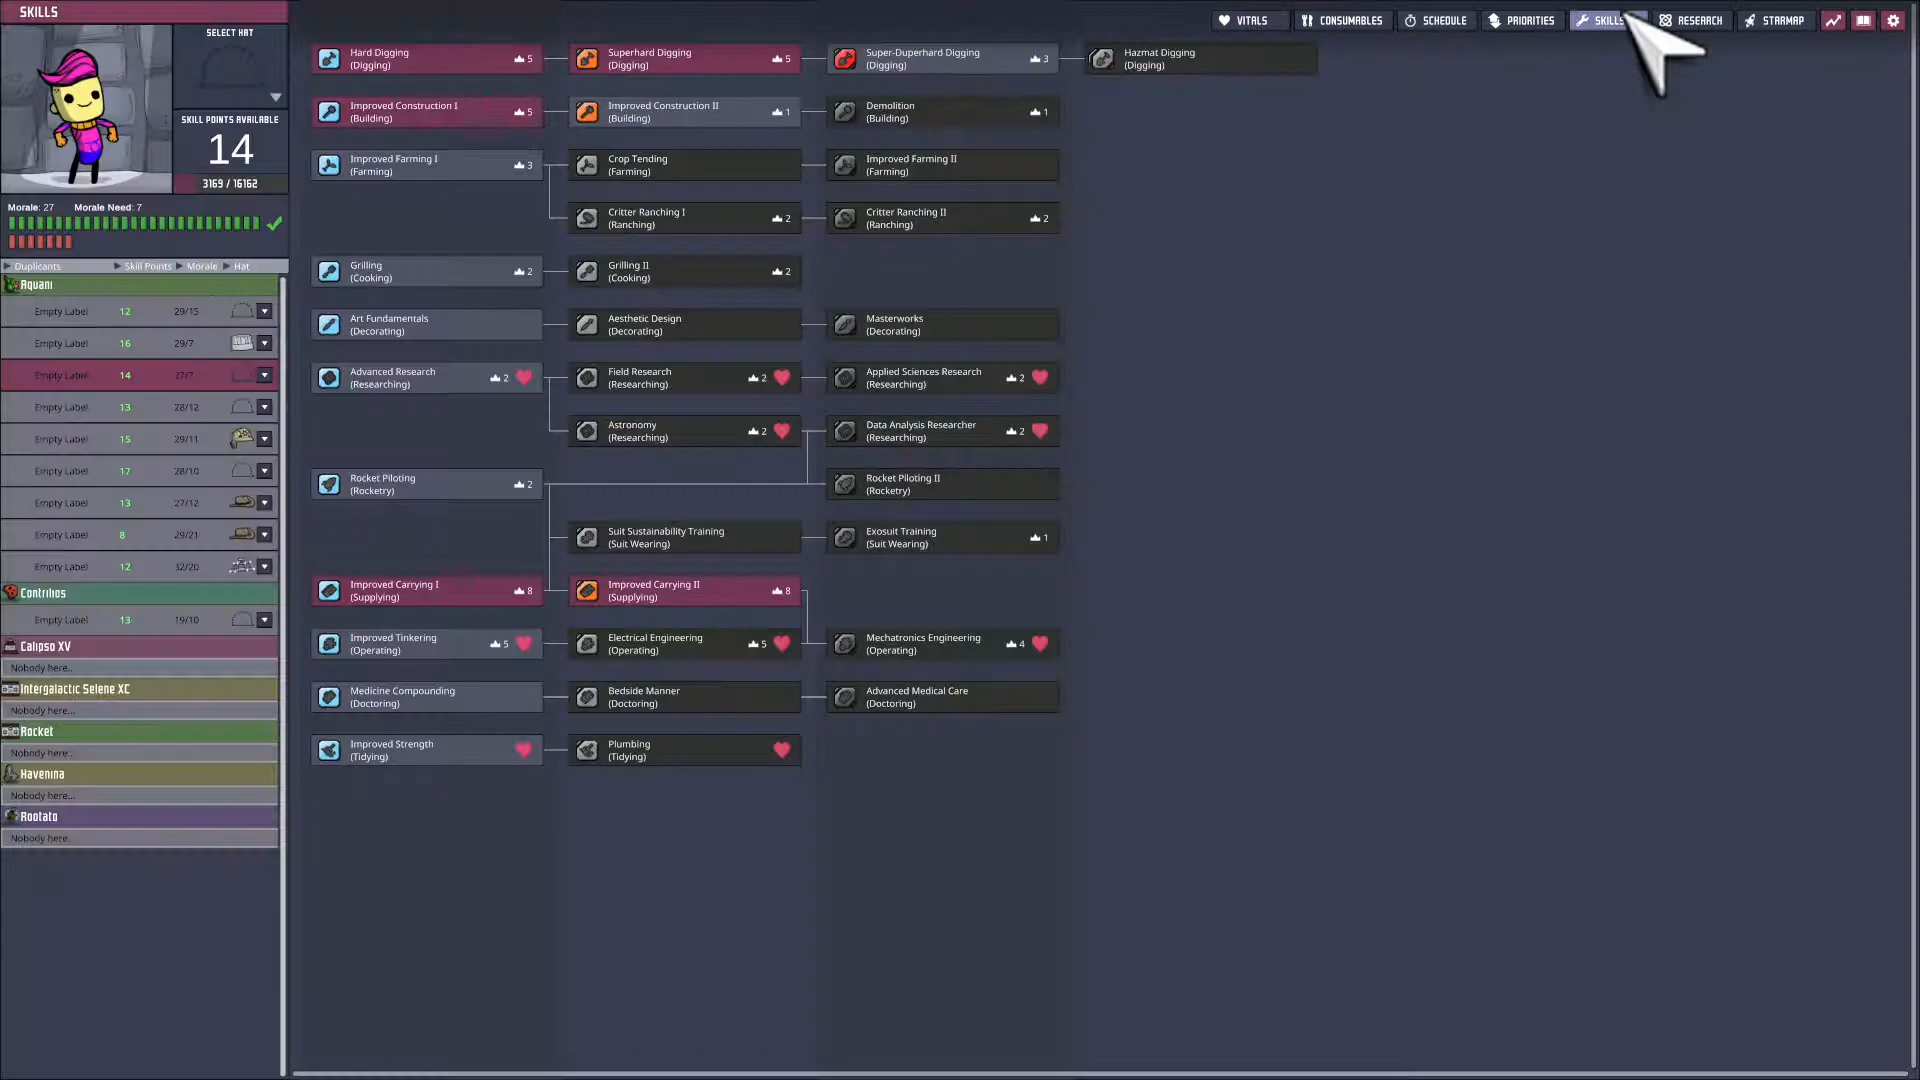 SKILLS
VITALS
CONSUMABLES
SCHEDULE
PRIORITIES
SKILLS
RESEARCH
STARMAP
SELECT HAT
SKILL POINTS AVAILABLE
14
3169 / 16162
Morale: 27 Morale Need: 7
Duplicants Skill Points Morale Hat
Aquani
Empty Label 12 29/15
Empty Label 16 29/7
Empty Label 14 27/7
Empty Label 13 28/12
Empty Label 15 29/11
Empty Label 17 28/10
Empty Label 13 27/12
Empty Label 8 29/21
Empty Label 12 32/20
Contrilias
Empty Label 13 19/10
Calipso XV
Nobody here...
Intergalactic Selene XC
Nobody here...
Rocket
Nobody here...
Havenina
Nobody here...
Rootato
Nobody here...
Hard Digging
(Digging)
5
Superhard Digging
(Digging)
5
Super-Duperhard Digging
(Digging)
3
Hazmat Digging
(Digging)
Improved Construction I
(Building)
5
Improved Construction II
(Building)
1
Demolition
(Building)
1
Improved Farming I
(Farming)
3
Crop Tending
(Farming)
Improved Farming II
(Farming)
Critter Ranching I
(Ranching)
2
Critter Ranching II
(Ranching)
2
Grilling
(Cooking)
2
Grilling II
(Cooking)
2
Art Fundamentals
(Decorating)
Aesthetic Design
(Decorating)
Masterworks
(Decorating)
Advanced Research
(Researching)
2
Field Research
(Researching)
2
Applied Sciences Research
(Researching)
2
Astronomy
(Researching)
2
Data Analysis Researcher
(Researching)
2
Rocket Piloting
(Rocketry)
2
Rocket Piloting II
(Rocketry)
Suit Sustainability Training
(Suit Wearing)
Exosuit Training
(Suit Wearing)
1
Improved Carrying I
(Supplying)
8
Improved Carrying II
(Supplying)
8
Improved Tinkering
(Operating)
5
Electrical Engineering
(Operating)
5
Mechatronics Engineering
(Operating)
4
Medicine Compounding
(Doctoring)
Bedside Manner
(Doctoring)
Advanced Medical Care
(Doctoring)
Improved Strength
(Tidying)
Plumbing
(Tidying)